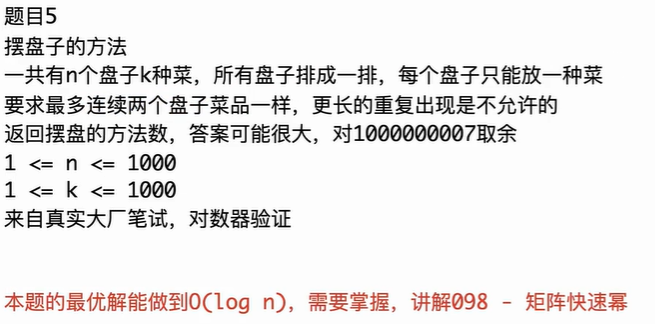 题目5
摆盘子的方法
一共有n个盘子k种菜，所有盘子排成一排，每个盘子只能放一种菜
要求最多连续两个盘子菜品一样，更长的重复出现是不允许的
返回摆盘的方法数，答案可能很大，对1000000007取余
1 <= n <= 1000
1 <= k <= 1000
来自真实大厂笔试，对数器验证
本题的最优解能做到O(log n)，需要掌握，讲解098 - 矩阵快速幂